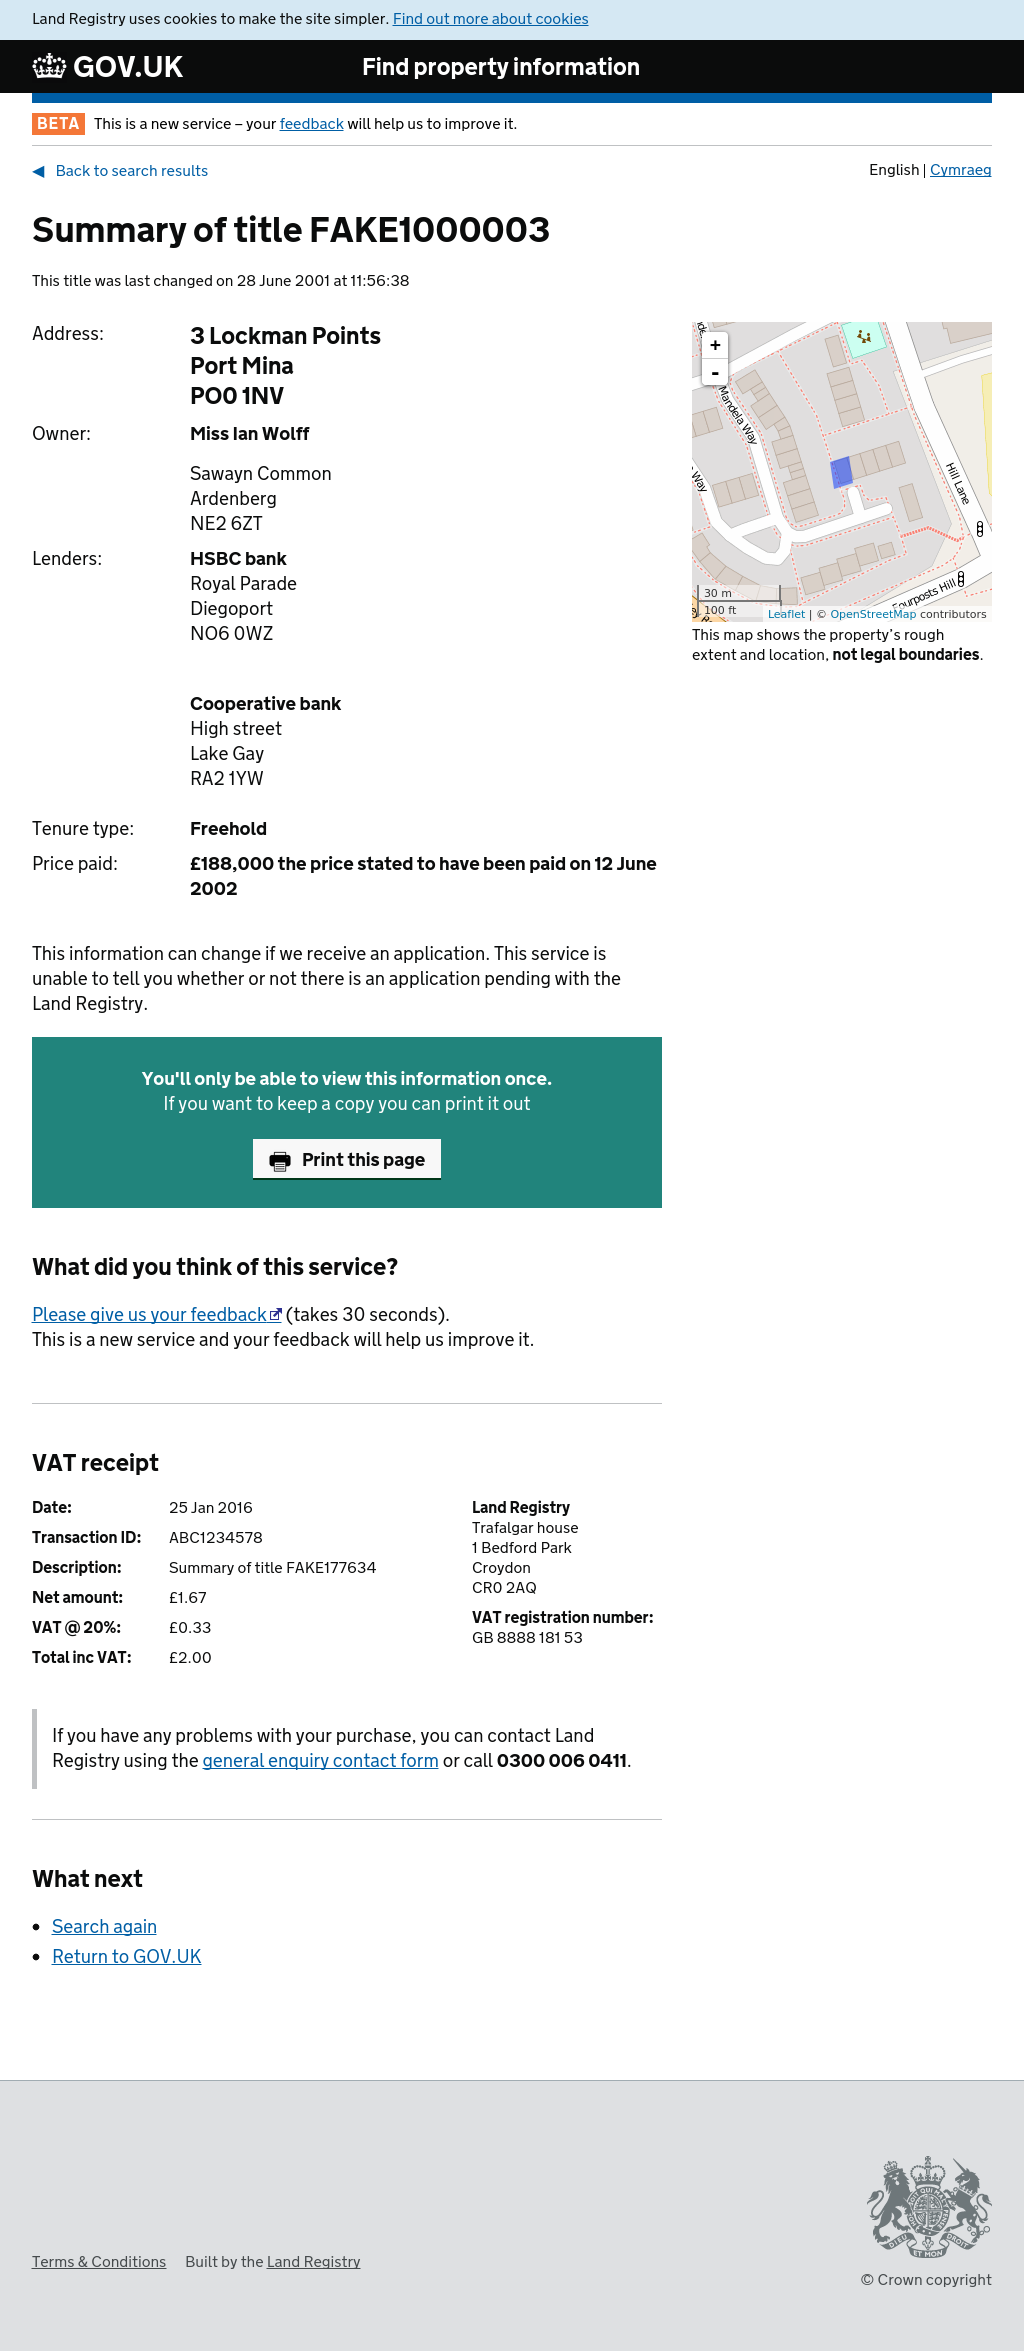 Land Registry uses cookies to make the site simpler. Find out more about cookies
GOV.UK
Find property information
BETA This is a new service – your feedback will help us to improve it.
◀ Back to search results
English | Cymraeg
Summary of title FAKE1000003
This title was last changed on 28 June 2001 at 11:56:38
Address:
3 Lockman Points
Port Mina
PO0 1NV
Owner:
Miss Ian Wolff
Sawayn Common
Ardenberg
NE2 6ZT
Lenders:
HSBC bank
Royal Parade
Diegoport
NO6 0WZ
Cooperative bank
High street
Lake Gay
RA2 1YW
Tenure type:
Freehold
Price paid:
£188,000 the price stated to have been paid on 12 June
2002
+
-
Mandela Way
Way
Hill Lane
Fourposts Hill
30 m
100 ft
Leaflet | © OpenStreetMap contributors
This map shows the property's rough
extent and location, not legal boundaries.
This information can change if we receive an application. This service is
unable to tell you whether or not there is an application pending with the
Land Registry.
You'll only be able to view this information once.
If you want to keep a copy you can print it out
Print this page
What did you think of this service?
Please give us your feedback (takes 30 seconds).
This is a new service and your feedback will help us improve it.
VAT receipt
Date: 25 Jan 2016
Transaction ID: ABC1234578
Description: Summary of title FAKE177634
Net amount: £1.67
VAT @ 20%: £0.33
Total inc VAT: £2.00
Land Registry
Trafalgar house
1 Bedford Park
Croydon
CR0 2AQ
VAT registration number:
GB 8888 181 53
If you have any problems with your purchase, you can contact Land
Registry using the general enquiry contact form or call 0300 006 0411.
What next
• Search again
• Return to GOV.UK
Terms & Conditions Built by the Land Registry
© Crown copyright